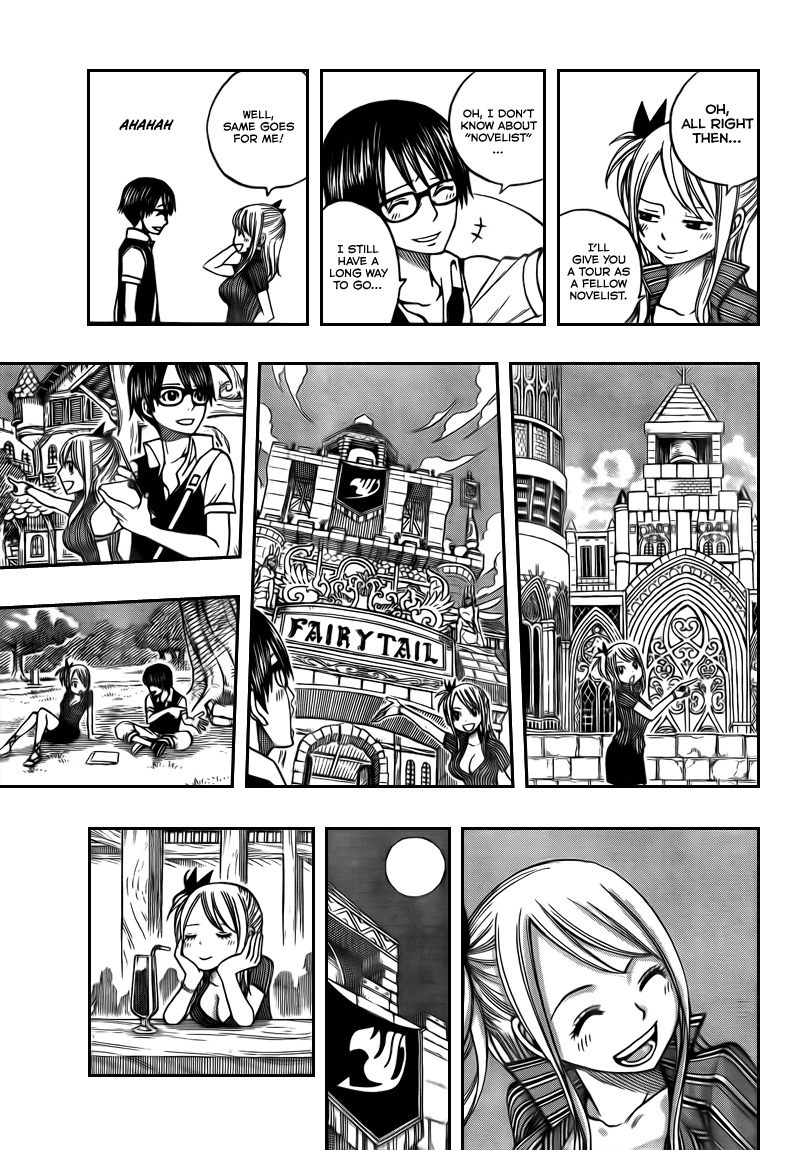 OH,
ALL RIGHT
THEN...
I'LL
GIVE YOU
A TOUR AS
A FELLOW
NOVELIST.
OH, I DON'T
KNOW ABOUT
"NOVELIST"
...
I STILL
HAVE A
LONG WAY
TO GO...
WELL,
SAME GOES
FOR ME!
AHAHAH
FAIRYTAIL